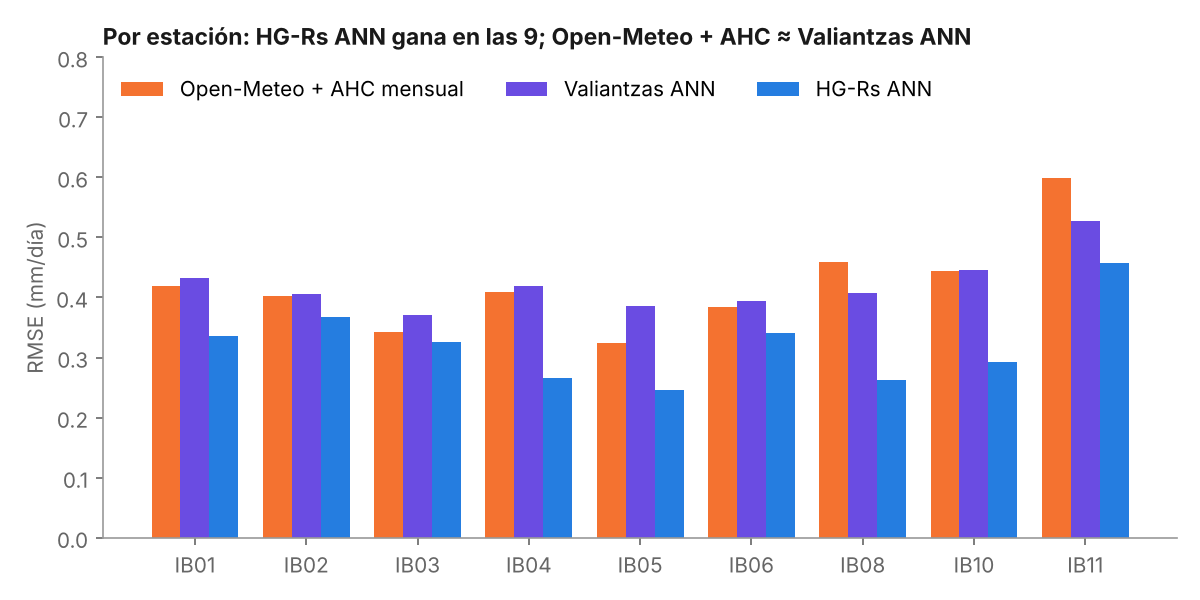 Por estación: HG-Rs ANN gana en las 9; Open-Meteo + AHC ≈ Valiantzas ANN
Open-Meteo + AHC mensual
Valiantzas ANN
HG-Rs ANN
RMSE (mm/día)
0.8
0.7
0.6
0.5
0.4
0.3
0.2
0.1
0.0
IB01
IB02
IB03
IB04
IB05
IB06
IB08
IB10
IB11